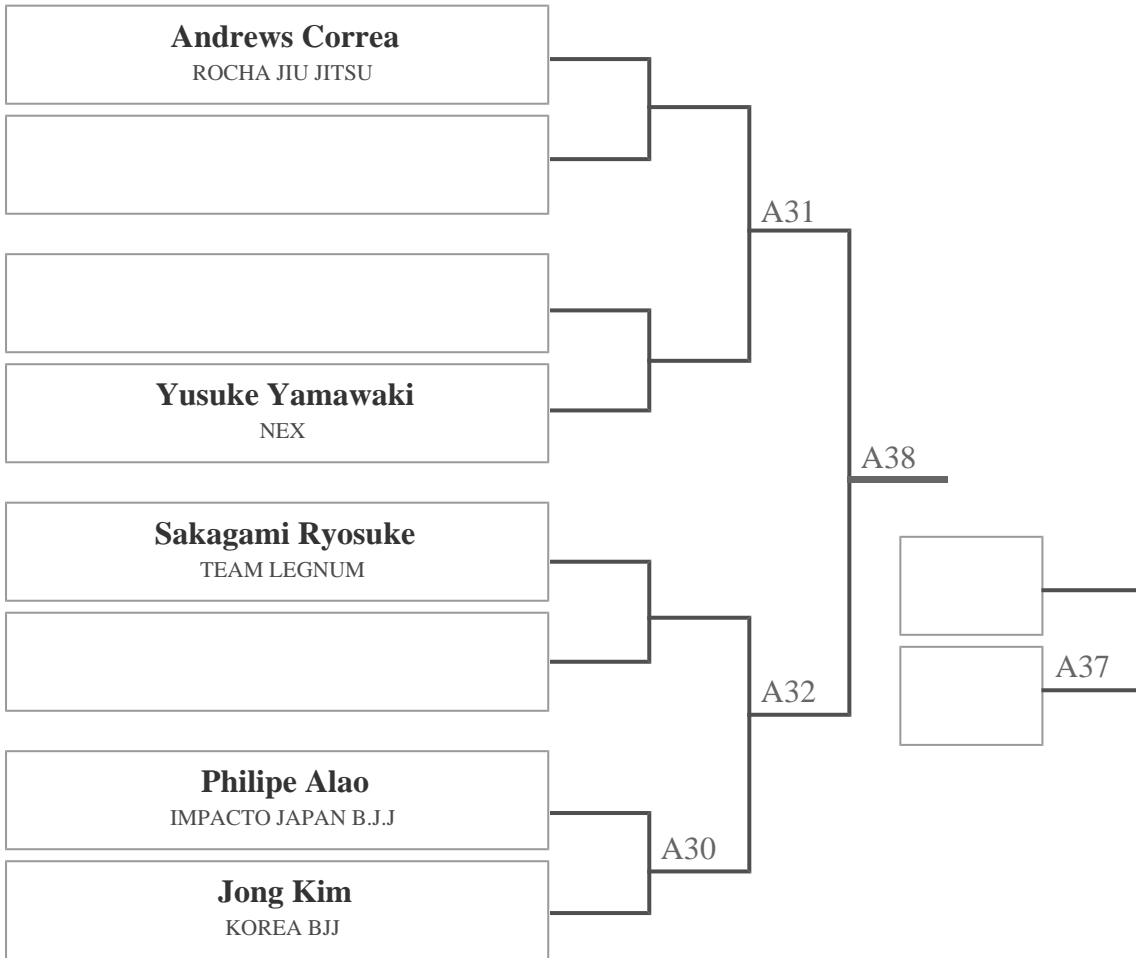 Andrews Correa
ROCHA JIU JITSU
A31
Yusuke Yamawaki
NEX
A38
Sakagami Ryosuke
TEAM LEGNUM
A37
A32
Philipe Alao
IMPACTO JAPAN B.J.J
A30
Jong Kim
KOREA BJJ